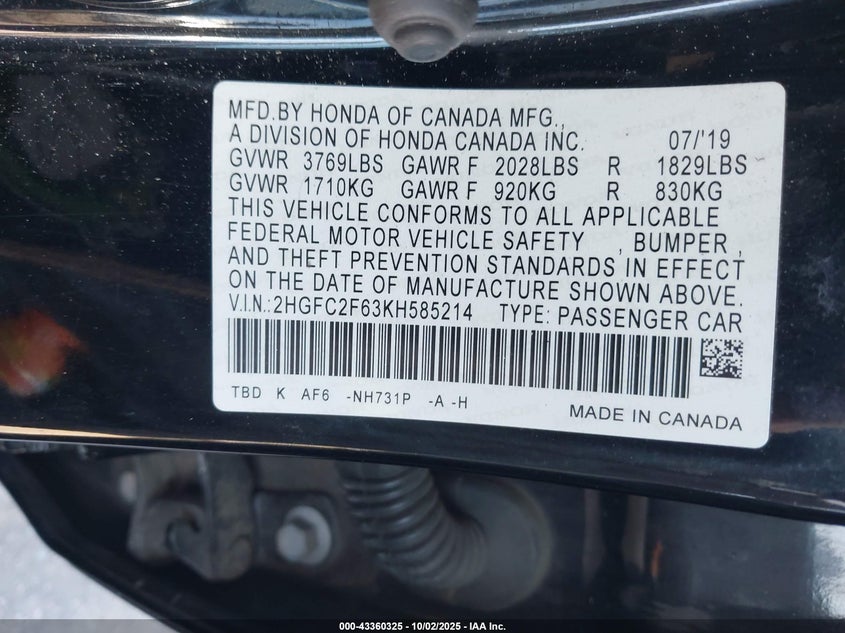 MFD.BY HONDA OF CANADA MFG.,
A DIVISION OF HONDA CANADA INC. 07/'19
GVWR 3769LBS GAWR F 2028LBS R 1829LBS
GVWR 1710KG GAWR F 920KG R 830KG
THIS VEHICLE CONFORMS TO ALL APPLICABLE
FEDERAL MOTOR VEHICLE SAFETY , BUMPER ,
AND THEFT PREVENTION STANDARDS IN EFFECT
ON THE DATE OF MANUFACTURE SHOWN ABOVE.
V.I.N.:2HGFC2F63KH585214 TYPE: PASSENGER CAR
TBD K AF6 -NH731P -A -H
MADE IN CANADA
000-43360325 - 10/02/2025 - IAA Inc.